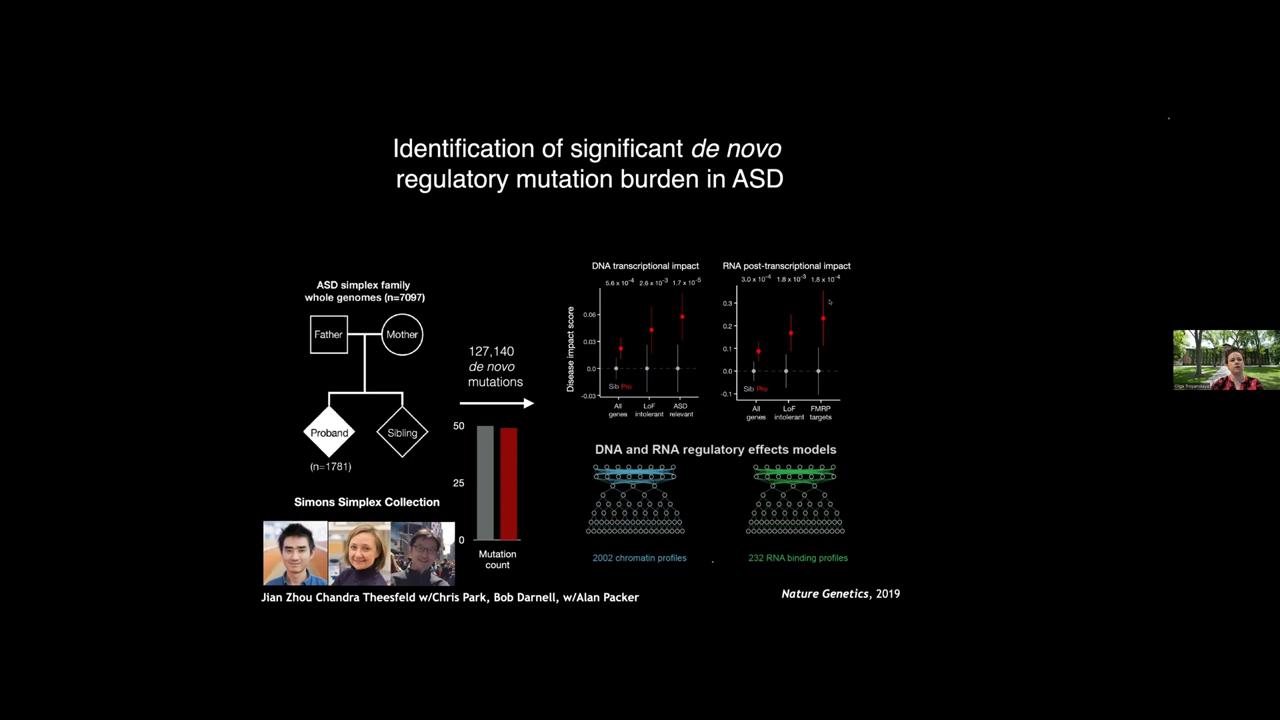 Identification of significant de novo
regulatory mutation burden in ASD
ASD simplex family
whole genomes (n=7097)
Father
Mother
Proband
Sibling
(n=1781)
Simons Simplex Collection
127,140
de novo
mutations
50
25
0
Mutation
count
DNA transcriptional impact
5.6 x 10⁻⁴ 2.6 x 10⁻³ 1.7 x 10⁻⁵
Disease impact score
0.06
0.03
0.0
-0.03
Sib Pro
All
genes
LoF
intolerant
ASD
relevant
RNA post-transcriptional impact
3.0 x 10⁻⁴ 1.8 x 10⁻³ 1.8 x 10⁻⁴
0.3
0.2
0.1
0.0
-0.1
Sib Pro
All
genes
LoF
intolerant
FMRP
targets
DNA and RNA regulatory effects models
2002 chromatin profiles
232 RNA binding profiles
Jian Zhou Chandra Theesfeld w/Chris Park, Bob Darnell, w/Alan Packer
Nature Genetics, 2019
Olga Troyanskaya